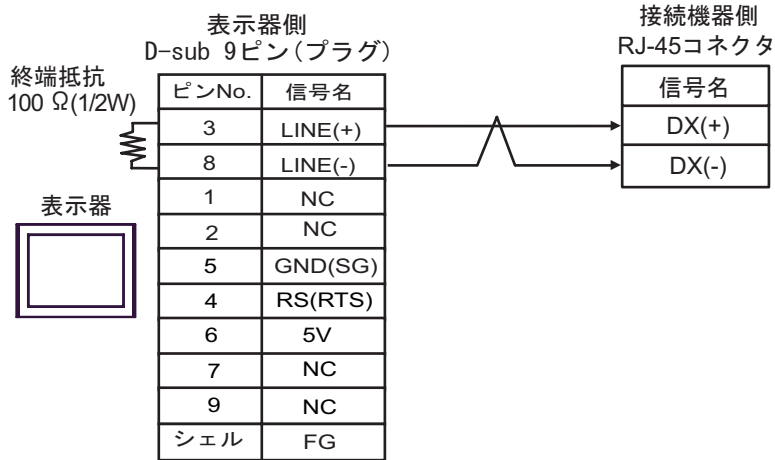 表示器側
D-sub 9ピン(プラグ)
接続機器側
RJ-45コネクタ
終端抵抗
100 Ω(1/2W)
ピンNo. 信号名
信号名
3 LINE(+)
DX(+)
8 LINE(-)
DX(-)
表示器
1 NC
2 NC
5 GND(SG)
4 RS(RTS)
6 5V
7 NC
9 NC
シェル FG